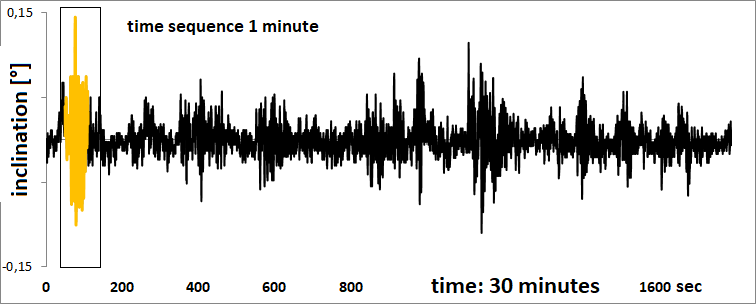 0,15
time sequence 1 minute
inclination [°]
-0,15
0 200 400 600 800 time: 30 minutes 1600 sec